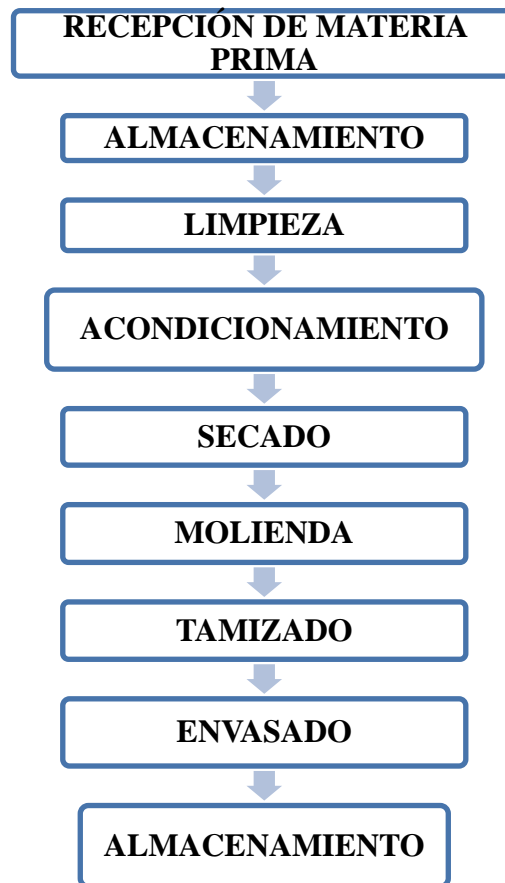 RECEPCIÓN DE MATERIA
PRIMA
ALMACENAMIENTO
LIMPIEZA
ACONDICIONAMIENTO
SECADO
MOLIENDA
TAMIZADO
ENVASADO
ALMACENAMIENTO